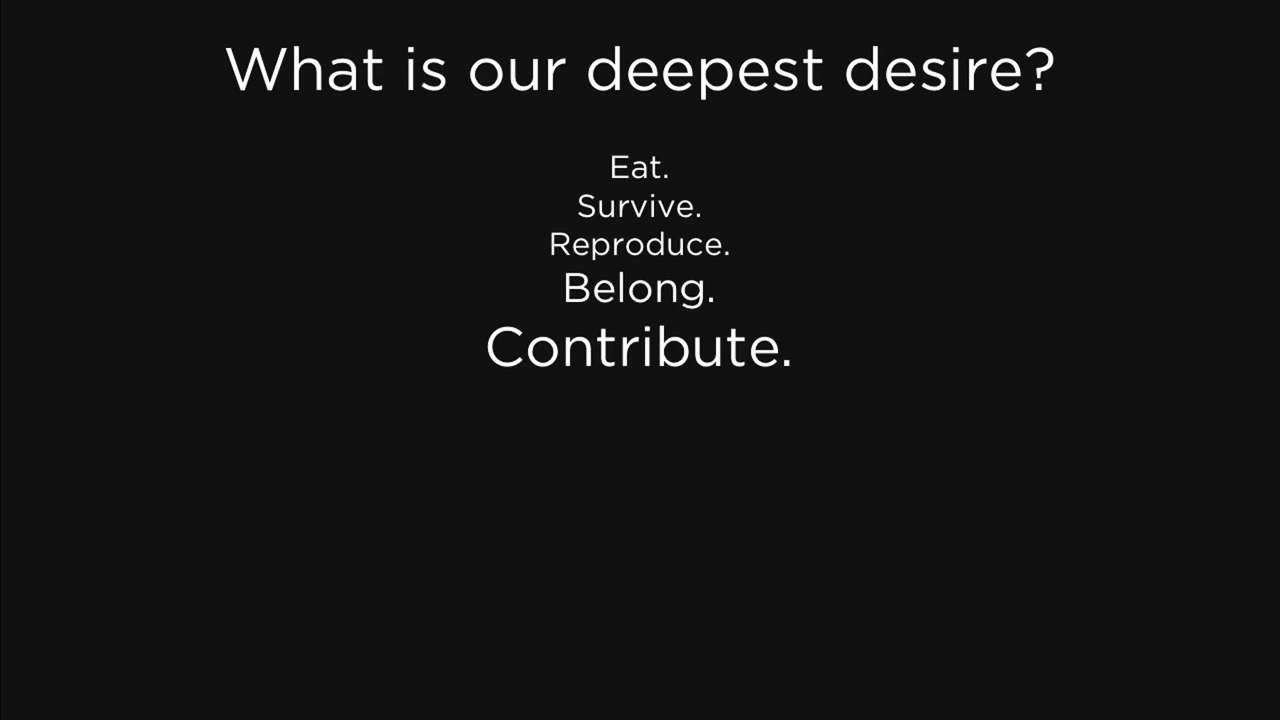 What is our deepest desire?
Eat.
Survive.
Reproduce.
Belong.
Contribute.